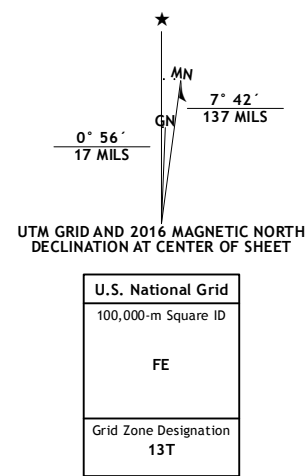 ★
MN
7° 42´
137 MILS
GN
0° 56´
17 MILS
UTM GRID AND 2016 MAGNETIC NORTH
DECLINATION AT CENTER OF SHEET
U.S. National Grid
100,000-m Square ID
FE
Grid Zone Designation
13T